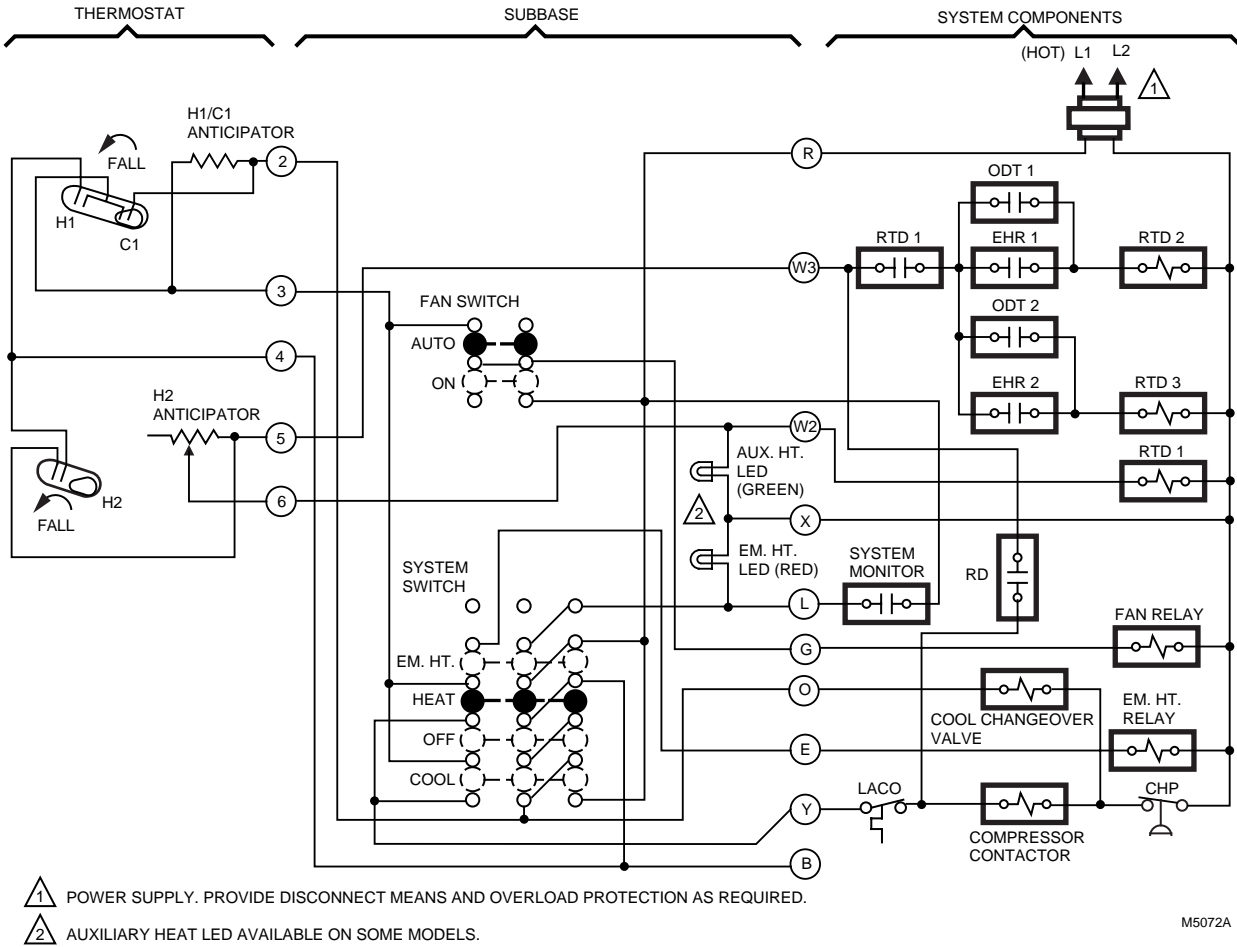 THERMOSTAT
SUBBASE
SYSTEM COMPONENTS
(HOT) L1 L2
1
H1/C1
ANTICIPATOR
FALL
2
H1
C1
R
ODT 1
RTD 1
EHR 1
RTD 2
W3
3
FAN SWITCH
AUTO
ON
ODT 2
4
H2
ANTICIPATOR
5
EHR 2
RTD 3
W2
RTD 1
H2
FALL
6
AUX. HT.
LED
(GREEN)
2
X
EM. HT.
LED (RED)
SYSTEM
MONITOR
RD
SYSTEM
SWITCH
L
FAN RELAY
G
EM. HT.
HEAT
OFF
COOL
O
COOL CHANGEOVER
VALVE
EM. HT.
RELAY
E
LACO
CHP
Y
COMPRESSOR
CONTACTOR
B
1 POWER SUPPLY. PROVIDE DISCONNECT MEANS AND OVERLOAD PROTECTION AS REQUIRED.
2 AUXILIARY HEAT LED AVAILABLE ON SOME MODELS.
M5072A